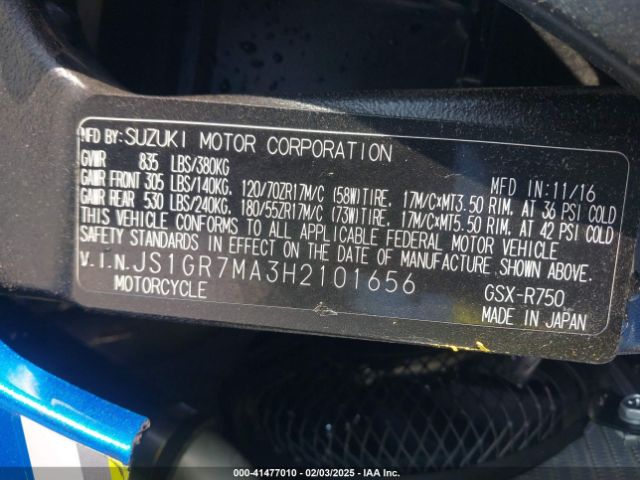 MFD BY: SUZUKI MOTOR CORPORATION
GVWR 835 LBS/380KG MFD IN: 11/16
GAWR FRONT 305 LBS/140KG, 120/70ZR17M/C (58W)TIRE, 17M/C×MT3.50 RIM, AT 36 PSI COLD
GAWR REAR 530 LBS/240KG, 180/55ZR17M/C (73W)TIRE, 17M/C×MT5.50 RIM, AT 42 PSI COLD
THIS VEHICLE CONFORMS TO ALL APPLICABLE FEDERAL MOTOR VEHICLE
SAFETY STANDARDS IN EFFECT ON THE DATE OF MANUFACTURE SHOWN ABOVE.
V.I.N. JS1GR7MA3H2101656 GSX-R750
MOTORCYCLE MADE IN JAPAN
000-41477010 - 02/03/2025 - IAA Inc.